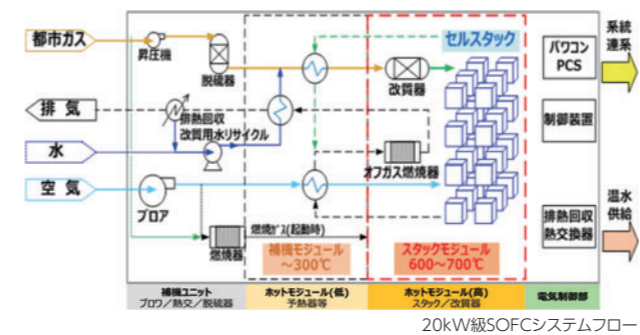 都市ガス
昇圧機
脱硫器
改質器
セルスタック
パワコン
PCS
系統
連系
排 気
排熱回収
改質用水リサイクル
水
オフガス燃焼器
制御装置
空 気
ブロア
燃焼器
燃焼ガス(起動時)
補機モジュール
～300℃
スタックモジュール
600～700℃
排熱回収
熱交換器
温水
供給
補機ユニット
ブロワ／熱交／脱硫器
ホットモジュール(低)
予熱器等
ホットモジュール(高)
スタック／改質器
電気制御部
20kW級SOFCシステムフロー